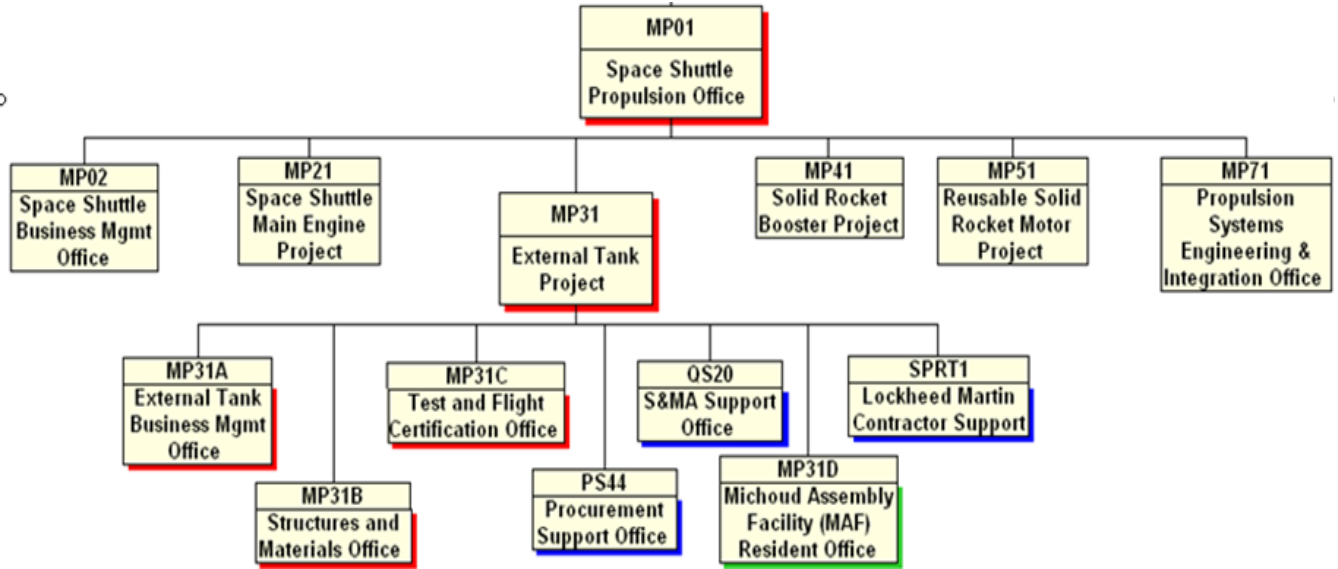 MP01
Space Shuttle
Propulsion Office
MP02
Space Shuttle
Business Mgmt
Office
MP21
Space Shuttle
Main Engine
Project
MP31
External Tank
Project
MP41
Solid Rocket
Booster Project
MP51
Reusable Solid
Rocket Motor
Project
MP71
Propulsion
Systems
Engineering &
Integration Office
MP31A
External Tank
Business Mgmt
Office
MP31B
Structures and
Materials Office
MP31C
Test and Flight
Certification Office
PS44
Procurement
Support Office
QS20
S&MA Support
Office
MP31D
Michoud Assembly
Facility (MAF)
Resident Office
SPRT1
Lockheed Martin
Contractor Support